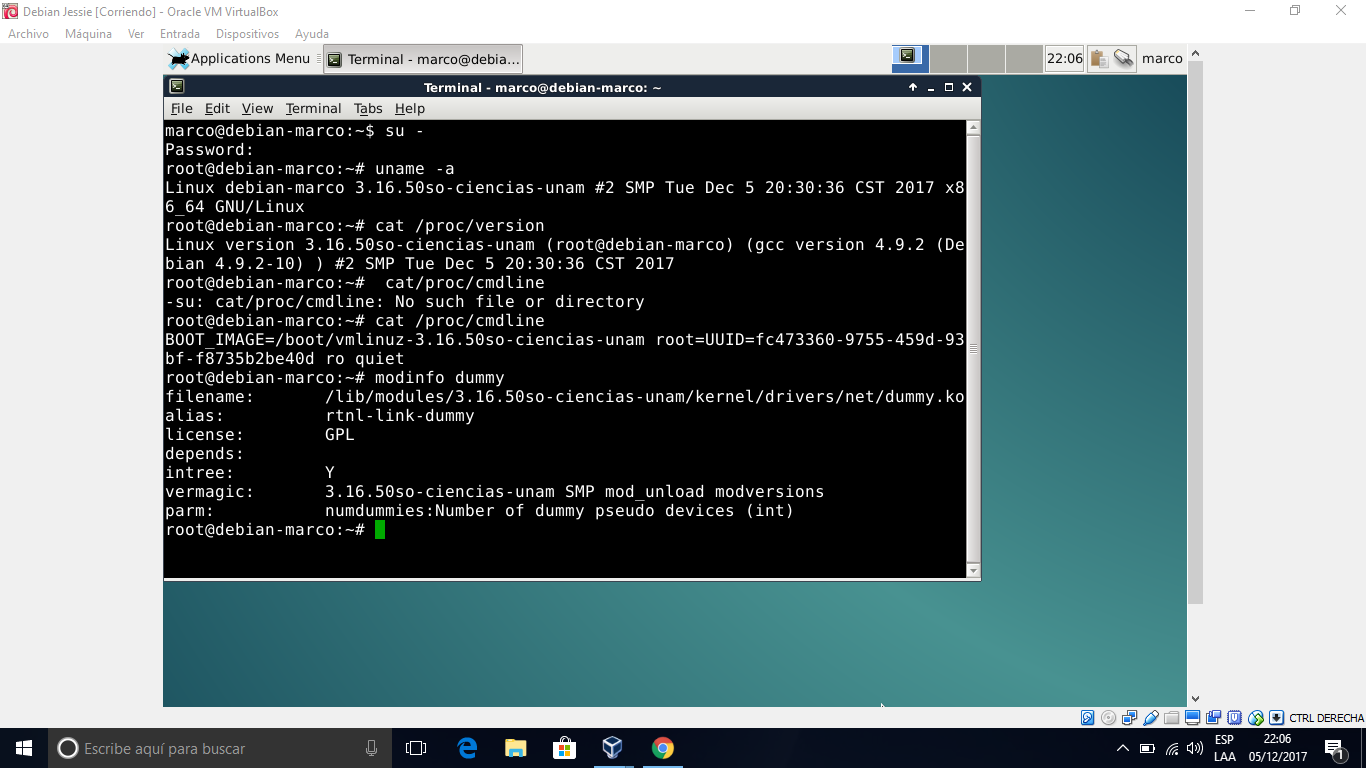 Debian Jessie [Corriendo] - Oracle VM VirtualBox
Archivo Máquina Ver Entrada Dispositivos Ayuda
Applications Menu Terminal - marco@debia... 22:06 marco
Terminal - marco@debian-marco: ~
File Edit View Terminal Tabs Help
marco@debian-marco:~$ su -
Password:
root@debian-marco:~# uname -a
Linux debian-marco 3.16.50so-ciencias-unam #2 SMP Tue Dec 5 20:30:36 CST 2017 x8
6_64 GNU/Linux
root@debian-marco:~# cat /proc/version
Linux version 3.16.50so-ciencias-unam (root@debian-marco) (gcc version 4.9.2 (De
bian 4.9.2-10) ) #2 SMP Tue Dec 5 20:30:36 CST 2017
root@debian-marco:~#  cat/proc/cmdline
-su: cat/proc/cmdline: No such file or directory
root@debian-marco:~# cat /proc/cmdline
BOOT_IMAGE=/boot/vmlinuz-3.16.50so-ciencias-unam root=UUID=fc473360-9755-459d-93
bf-f8735b2be40d ro quiet
root@debian-marco:~# modinfo dummy
filename:       /lib/modules/3.16.50so-ciencias-unam/kernel/drivers/net/dummy.ko
alias:          rtnl-link-dummy
license:        GPL
depends:
intree:         Y
vermagic:       3.16.50so-ciencias-unam SMP mod_unload modversions
parm:           numdummies:Number of dummy pseudo devices (int)
root@debian-marco:~#
CTRL DERECHA
Escribe aquí para buscar
ESP 22:06
LAA 05/12/2017 1